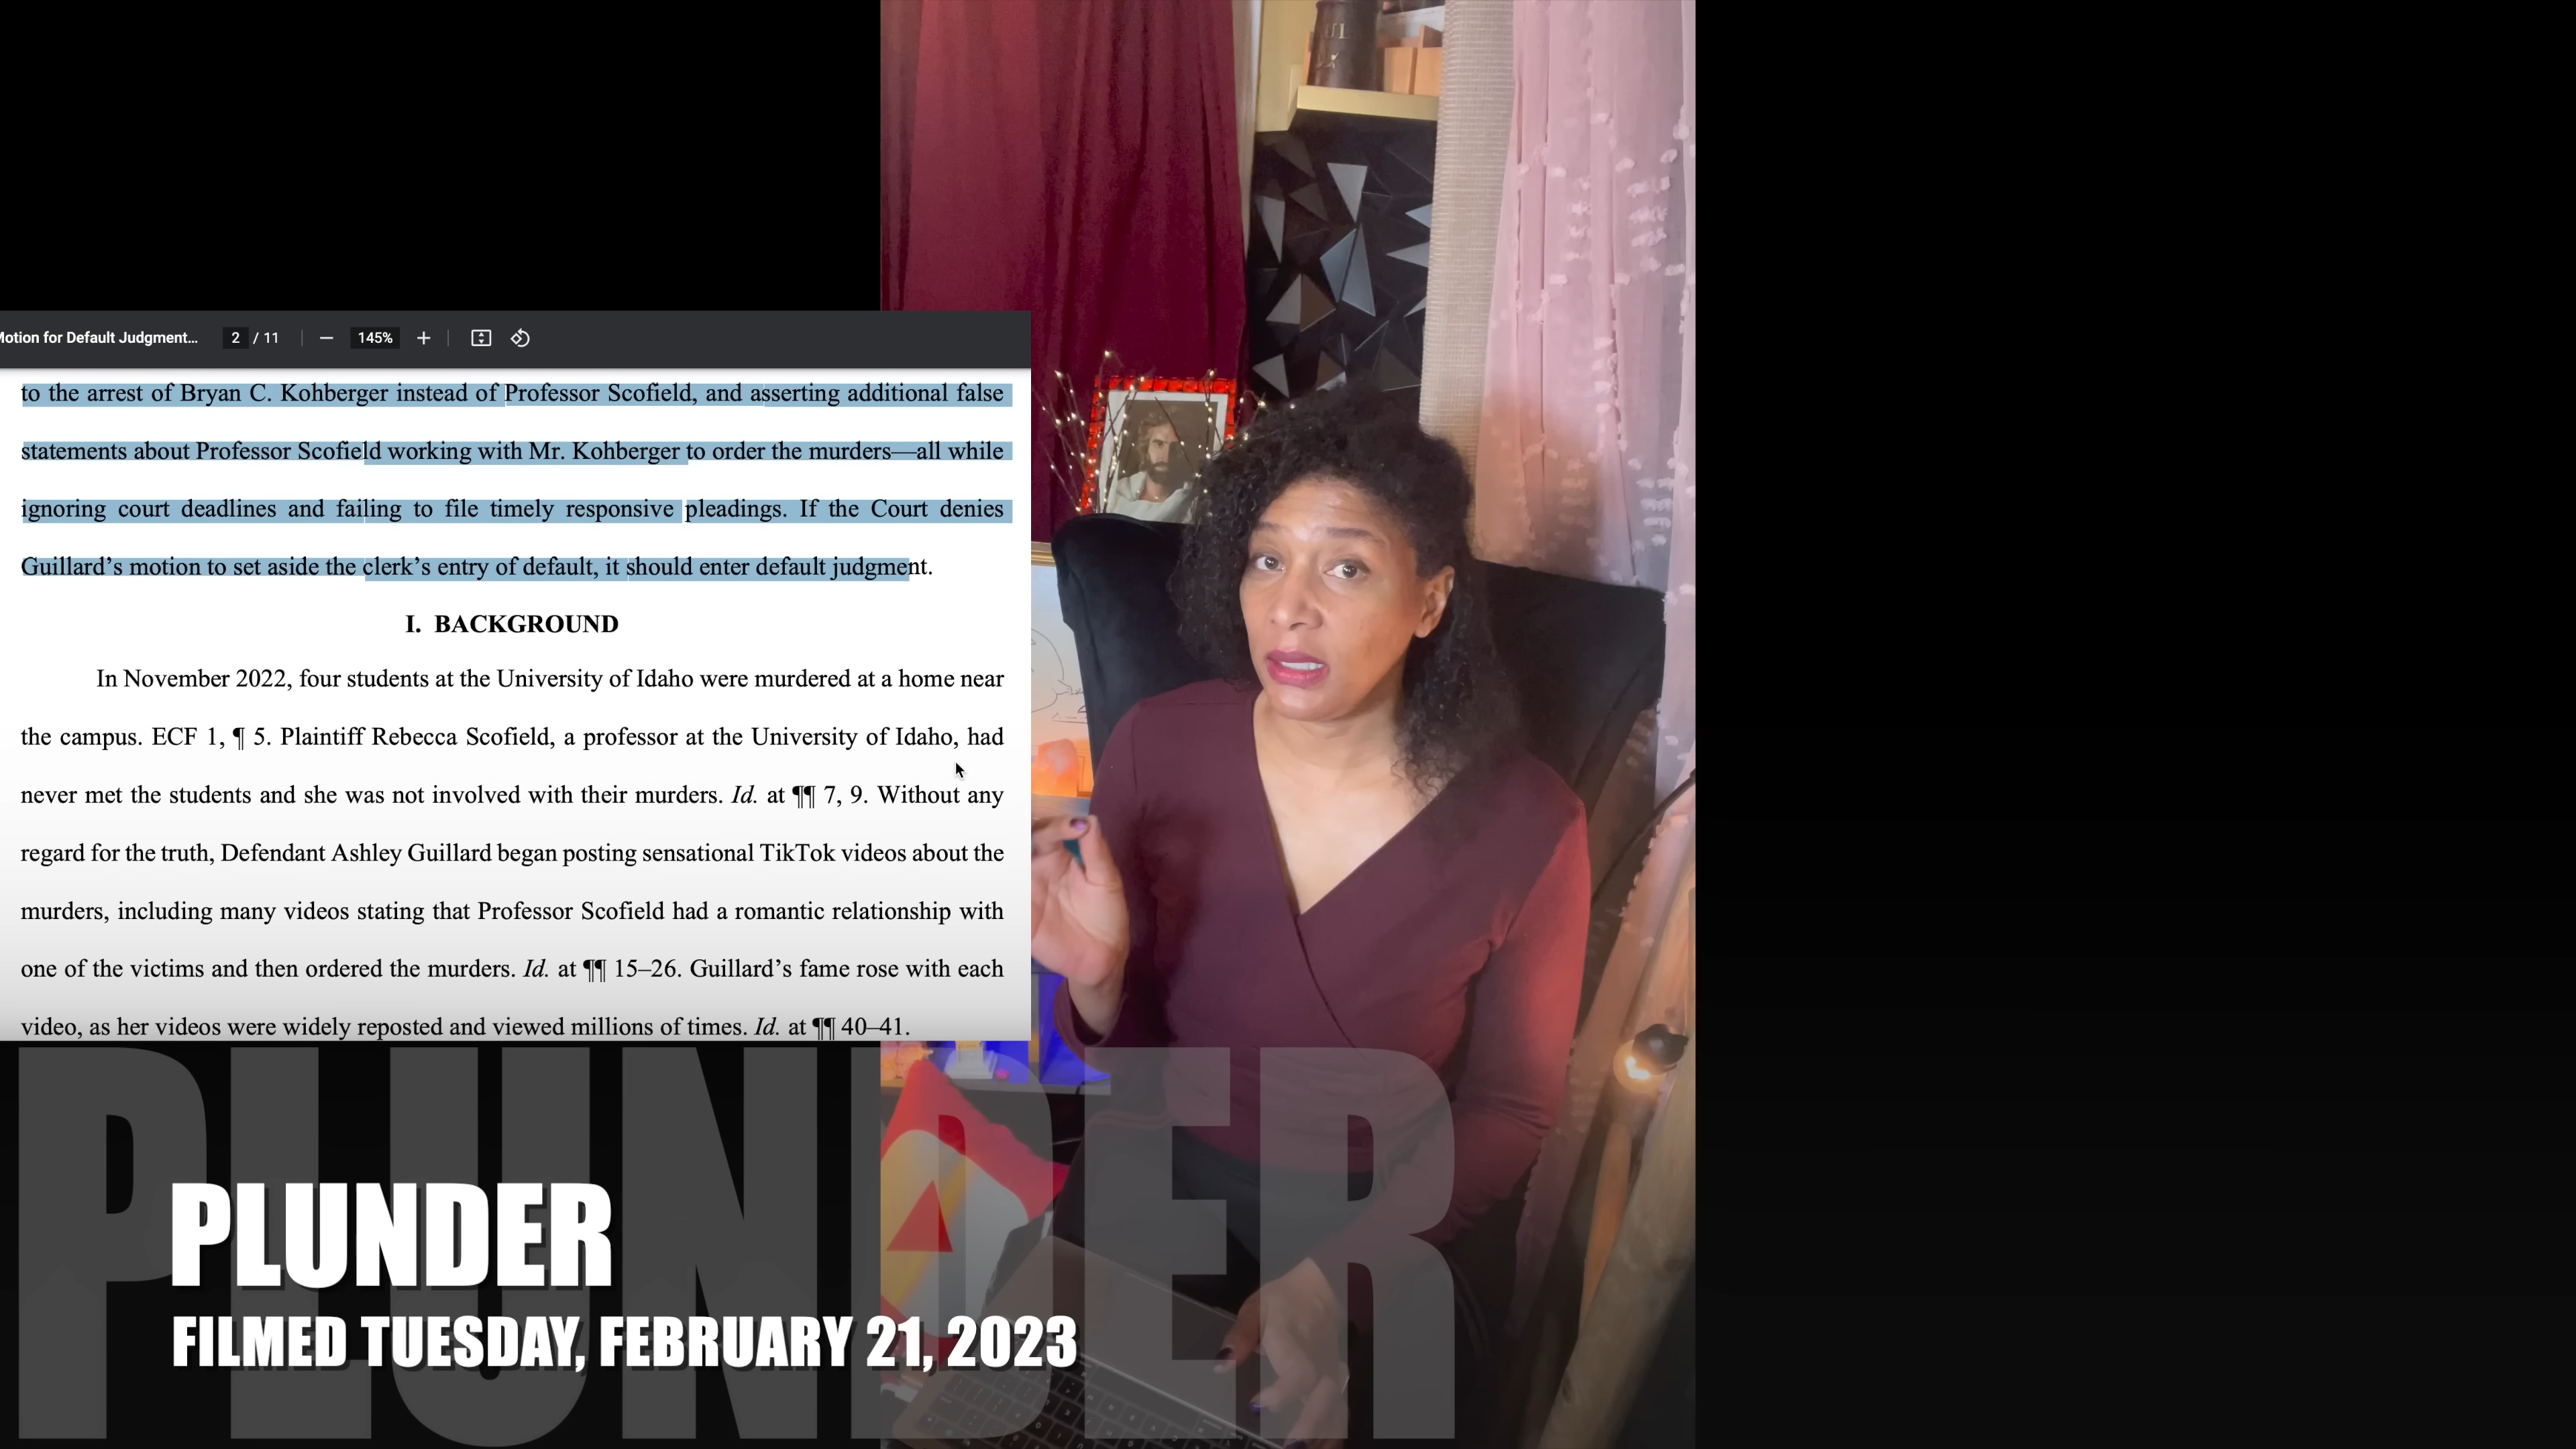 Motion for Default Judgment...
2 / 11
145%
to the arrest of Bryan C. Kohberger instead of Professor Scofield, and asserting additional false
statements about Professor Scofield working with Mr. Kohberger to order the murders—all while
ignoring court deadlines and failing to file timely responsive pleadings. If the Court denies
Guillard’s motion to set aside the clerk’s entry of default, it should enter default judgment.
I. BACKGROUND
In November 2022, four students at the University of Idaho were murdered at a home near
the campus. ECF 1, ¶ 5. Plaintiff Rebecca Scofield, a professor at the University of Idaho, had
never met the students and she was not involved with their murders. Id. at ¶¶ 7, 9. Without any
regard for the truth, Defendant Ashley Guillard began posting sensational TikTok videos about the
murders, including many videos stating that Professor Scofield had a romantic relationship with
one of the victims and then ordered the murders. Id. at ¶¶ 15–26. Guillard’s fame rose with each
video, as her videos were widely reposted and viewed millions of times. Id. at ¶¶ 40–41.
PLUNDER
PLUNDER
FILMED TUESDAY, FEBRUARY 21, 2023